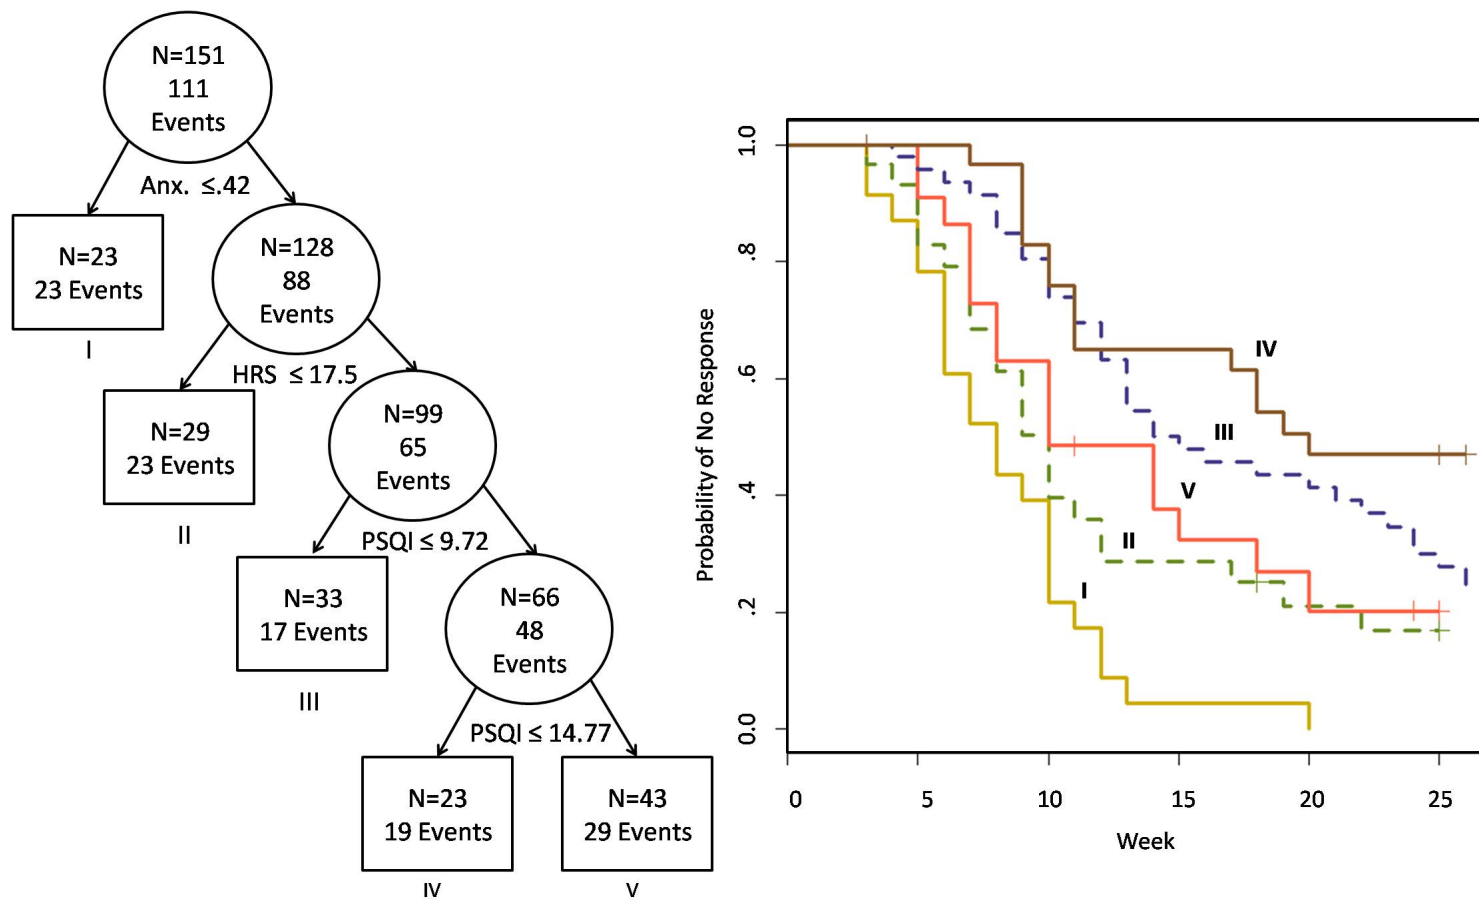 N=151
111
Events
Anx. ≤.42
N=23
23 Events
I
N=128
88
Events
HRS ≤ 17.5
N=29
23 Events
II
N=99
65
Events
PSQI ≤ 9.72
N=33
17 Events
III
N=66
48
Events
PSQI ≤ 14.77
N=23
19 Events
IV
N=43
29 Events
V
Probability of No Response
1.0
.8
.6
.4
.2
0.0
IV
III
V
II
I
0 5 10 15 20 25
Week